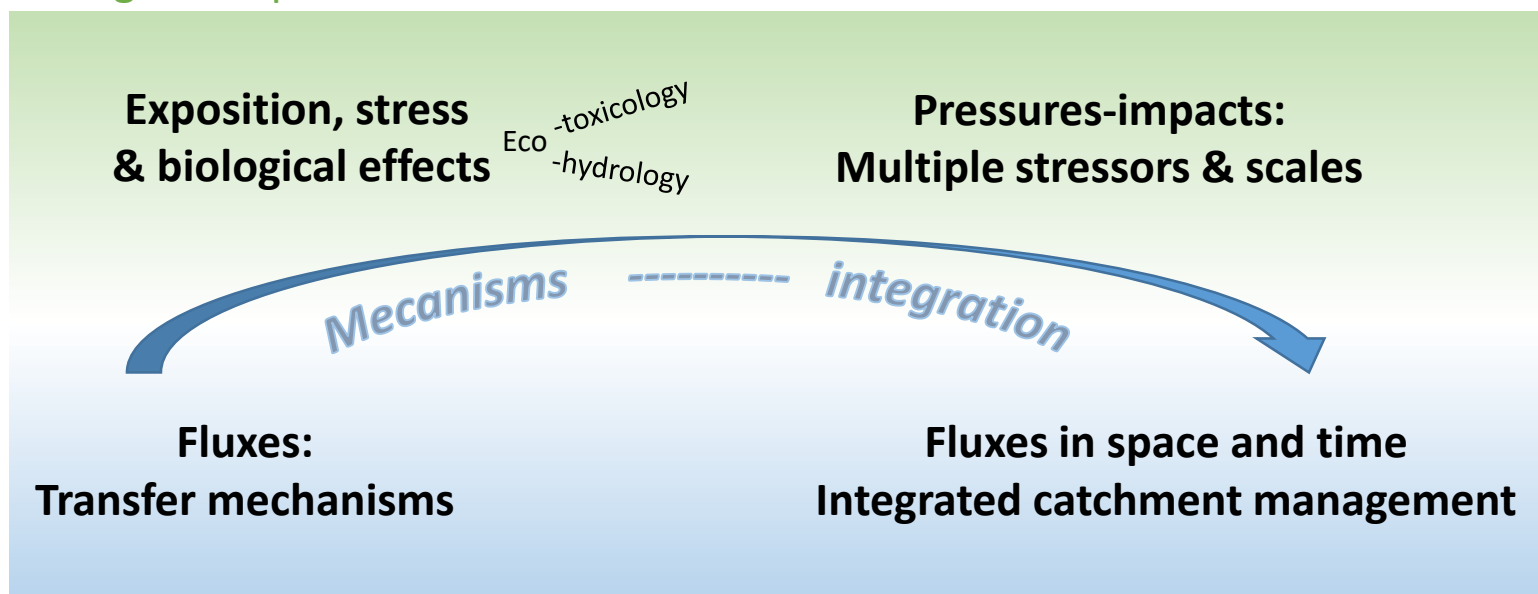 Exposition, stress
& biological effects
Eco -toxicology
-hydrology
Pressures-impacts:
Multiple stressors & scales
Mecanisms ---------- integration
Fluxes:
Transfer mechanisms
Fluxes in space and time
Integrated catchment management